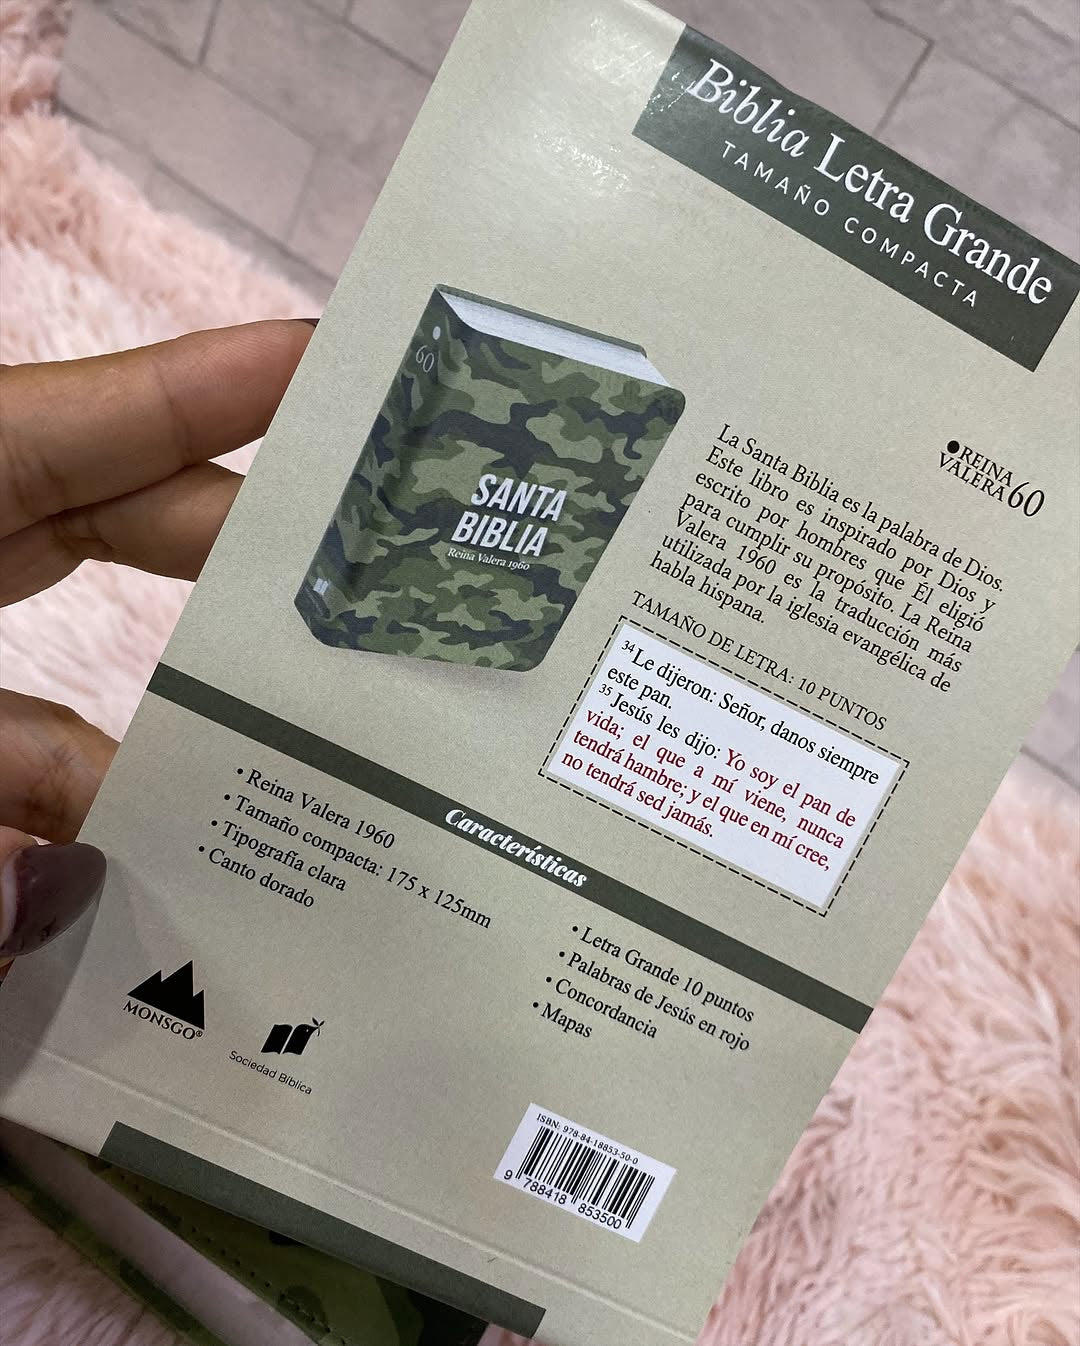 Biblia Letra Grande
TAMAÑO COMPACTA
60
SANTA
BIBLIA
Reina Valera 1960
REINA
VALERA 60
La Santa Biblia es la palabra de Dios.
Este libro es inspirado por Dios y
escrito por hombres que Él eligió
para cumplir su propósito. La Reina
Valera 1960 es la traducción más
utilizada por la iglesia evangélica de
habla hispana.
TAMAÑO DE LETRA: 10 PUNTOS
34 Le dijeron: Señor, danos siempre
este pan.
35 Jesús les dijo: Yo soy el pan de
vida; el que a mí viene, nunca
tendrá hambre; y el que en mí cree,
no tendrá sed jamás.
Características
• Reina Valera 1960
• Tamaño compacta: 175 x 125mm
• Tipografía clara
• Canto dorado
• Letra Grande 10 puntos
• Palabras de Jesús en rojo
• Concordancia
• Mapas
MONSGO®
Sociedad Bíblica
ISBN: 978-84-18853-50-0
9 788418 853500